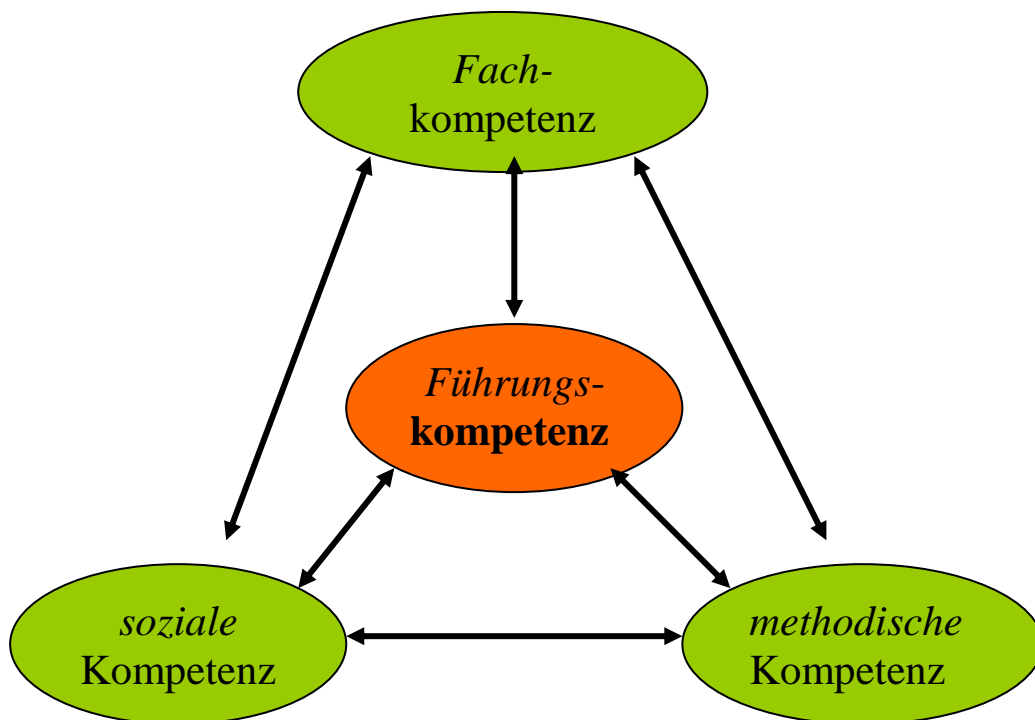 Fach-
kompetenz
Führungs-
kompetenz
soziale
Kompetenz
methodische
Kompetenz